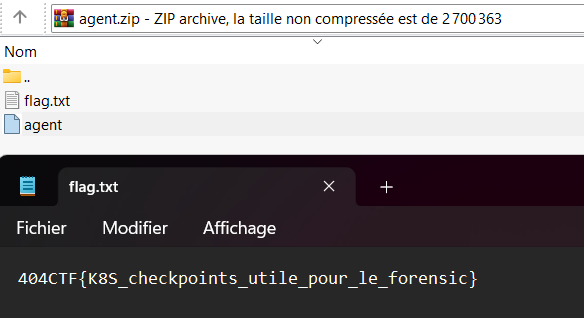 agent.zip - ZIP archive, la taille non compressée est de 2 700 363
Nom
..
flag.txt
agent
flag.txt
Fichier Modifier Affichage
404CTF{K8S_checkpoints_utile_pour_le_forensic}